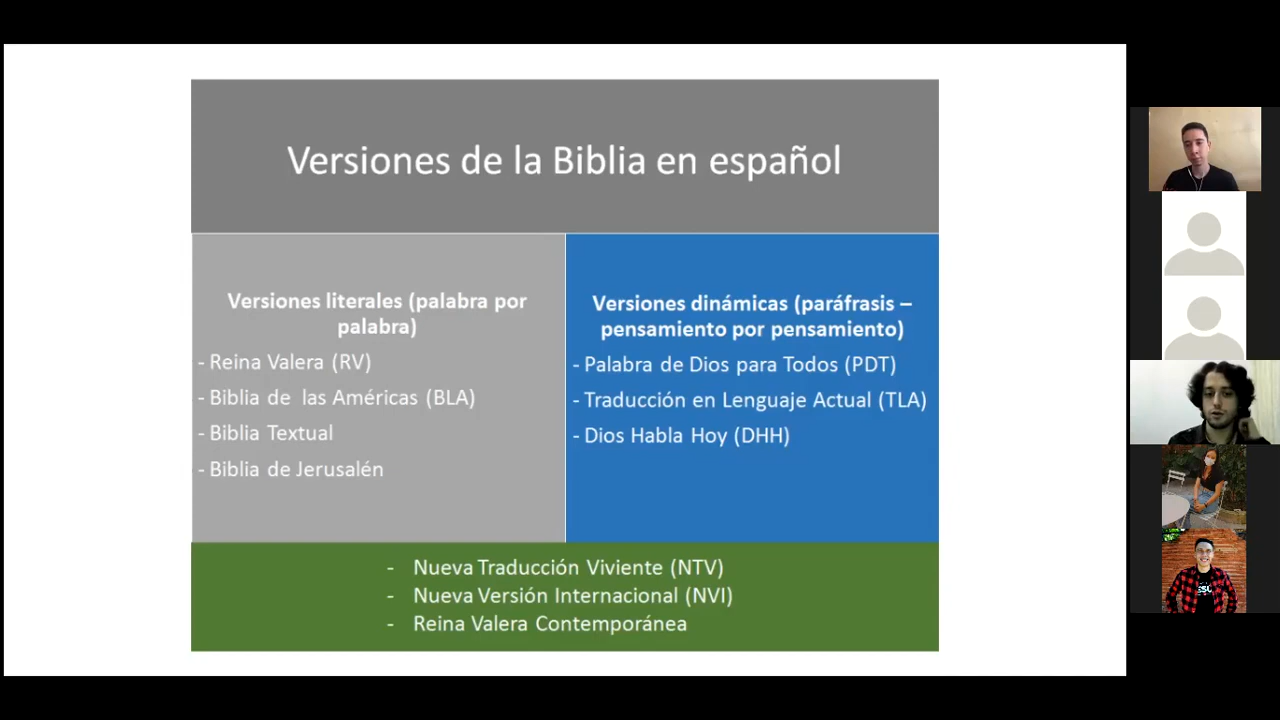 Versiones de la Biblia en español
Versiones literales (palabra por
palabra)
- Reina Valera (RV)
- Biblia de las Américas (BLA)
- Biblia Textual
- Biblia de Jerusalén
Versiones dinámicas (paráfrasis –
pensamiento por pensamiento)
- Palabra de Dios para Todos (PDT)
- Traducción en Lenguaje Actual (TLA)
- Dios Habla Hoy (DHH)
- Nueva Traducción Viviente (NTV)
- Nueva Versión Internacional (NVI)
- Reina Valera Contemporánea